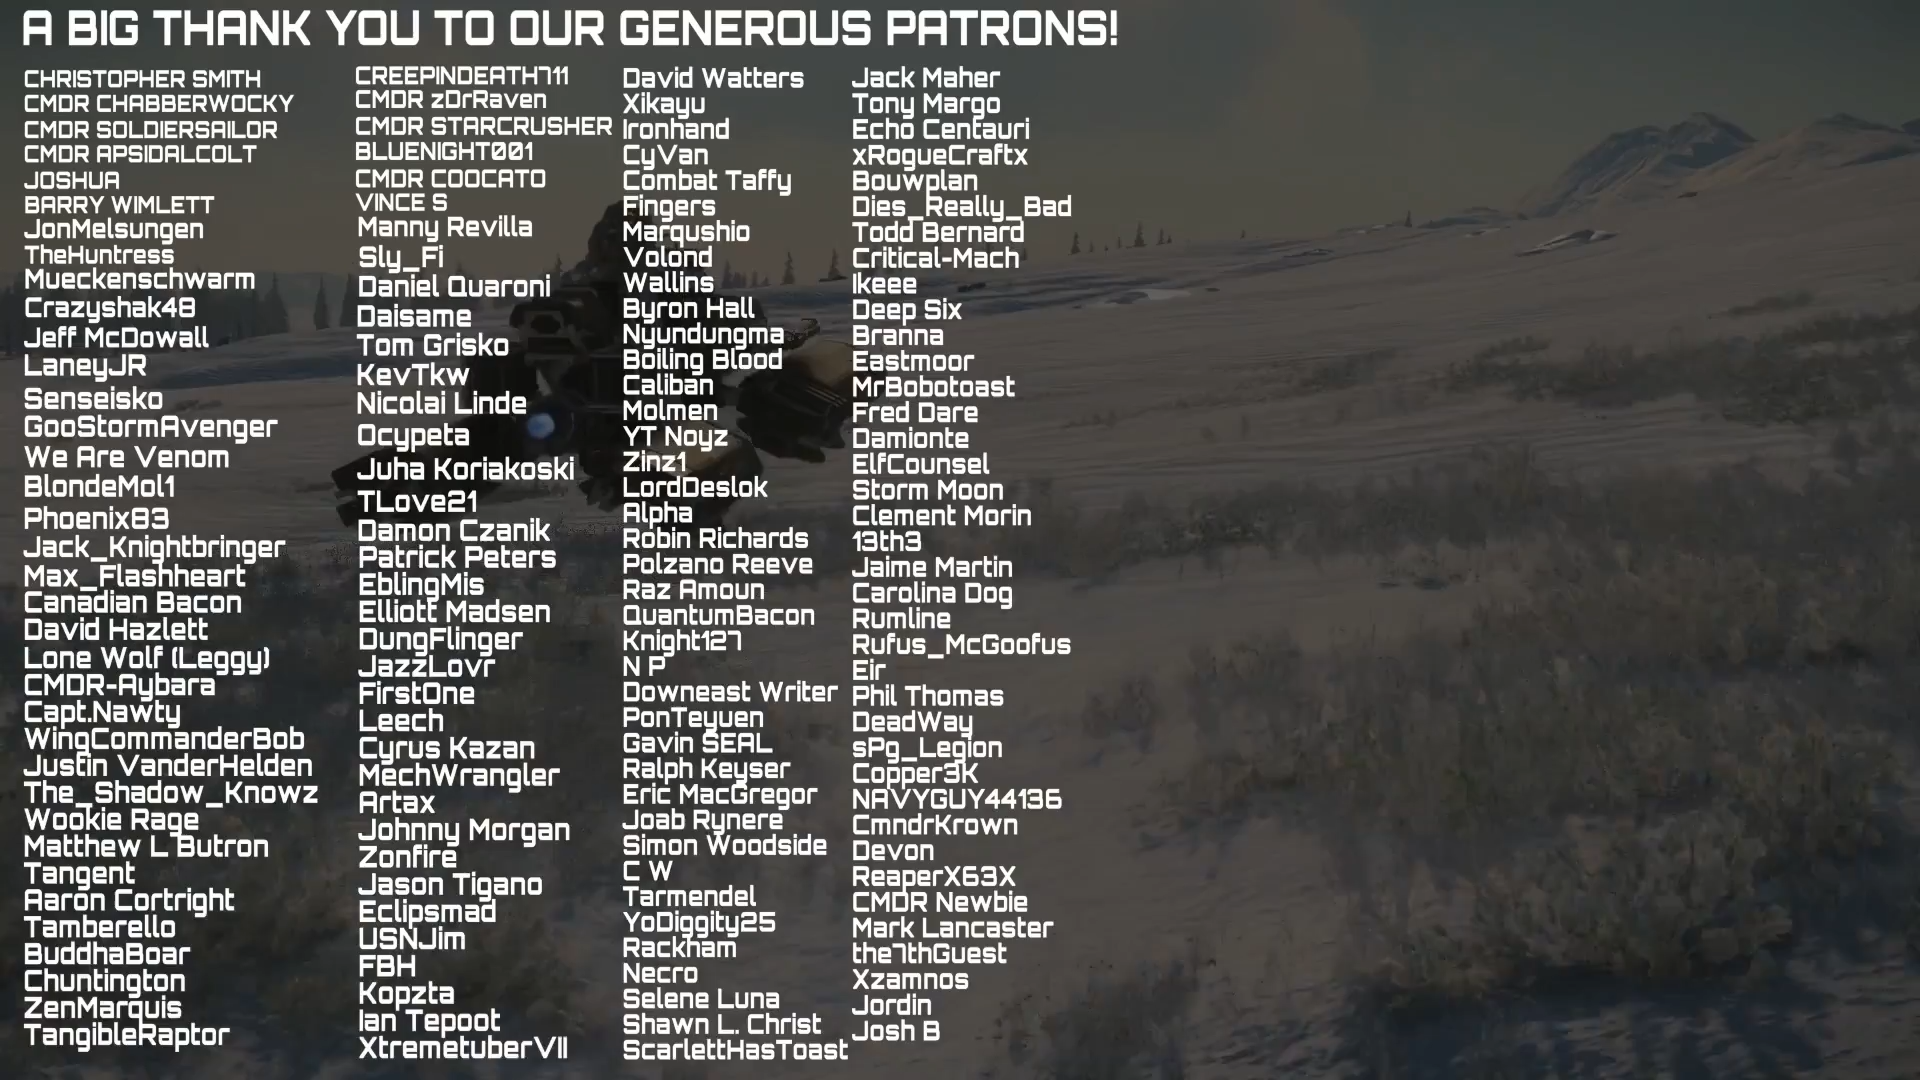 A BIG THANK YOU TO OUR GENEROUS PATRONS!
CHRISTOPHER SMITH
CMDR CHABBERWOCKY
CMDR SOLDIERSAILOR
CMDR APSIDALCOLT
JOSHUA
BARRY WIMLETT
JonMelsungen
TheHuntress
Mueckenschwarm
Crazyshak48
Jeff McDowall
LaneyJR
Senseisko
GooStormAvenger
We Are Venom
BlondeMol1
Phoenix83
Jack_Knightbringer
Max_Flashheart
Canadian Bacon
David Hazlett
Lone Wolf (Leggy)
CMDR-Aybara
Capt.Nawty
WingCommanderBob
Justin VanderHelden
The_Shadow_Knowz
Wookie Rage
Matthew L Butron
Tangent
Aaron Cortright
Tamberello
BuddhaBoar
Chuntington
ZenMarquis
TangibleRaptor
CREEPINDEATH711
CMDR zDrRaven
CMDR STARCRUSHER
BLUENIGHT001
CMDR COOCATO
VINCE S
Manny Revilla
Sly_Fi
Daniel Quaroni
Daisame
Tom Grisko
KevTkw
Nicolai Linde
Ocypeta
Juha Koriakoski
TLove21
Damon Czanik
Patrick Peters
EblingMis
Elliott Madsen
DungFlinger
JazzLovr
FirstOne
Leech
Cyrus Kazan
MechWrangler
Artax
Johnny Morgan
Zonfire
Jason Tigano
Eclipsmad
USNJim
FBH
Kopzta
Ian Tepoot
XtremetuberVII
David Watters
Xikayu
Ironhand
CyVan
Combat Taffy
Fingers
Marqushio
Volond
Wallins
Byron Hall
Nyundungma
Boiling Blood
Caliban
Molmen
YT Noyz
Zinz1
LordDeslok
Alpha
Robin Richards
Polzano Reeve
Raz Amoun
QuantumBacon
Knight127
N P
Downeast Writer
PonTeyuen
Gavin SEAL
Ralph Keyser
Eric MacGregor
Joab Rynere
Simon Woodside
C W
Tarmendel
YoDiggity25
Rackham
Necro
Selene Luna
Shawn L. Christ
ScarlettHasToast
Jack Maher
Tony Margo
Echo Centauri
xRogueCraftx
Bouwplan
Dies_Really_Bad
Todd Bernard
Critical-Mach
Ikeee
Deep Six
Branna
Eastmoor
MrBobotoast
Fred Dare
Damionte
ElfCounsel
Storm Moon
Clement Morin
13th3
Jaime Martin
Carolina Dog
Rumline
Rufus_McGoofus
Eir
Phil Thomas
DeadWay
sPg_Legion
Copper3K
NAVYGUY44136
CmndrKrown
Devon
ReaperX63X
CMDR Newbie
Mark Lancaster
the7thGuest
Xzamnos
Jordin
Josh B